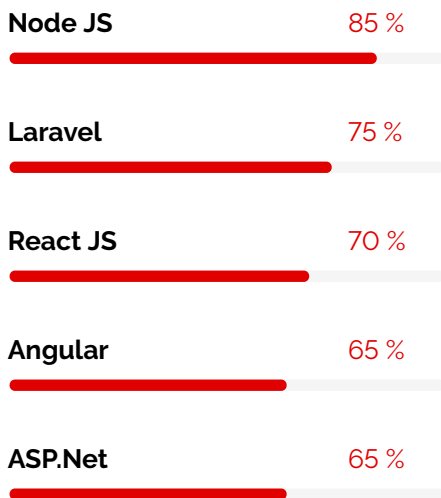 Node JS 85 %
Laravel 75 %
React JS 70 %
Angular 65 %
ASP.Net 65 %